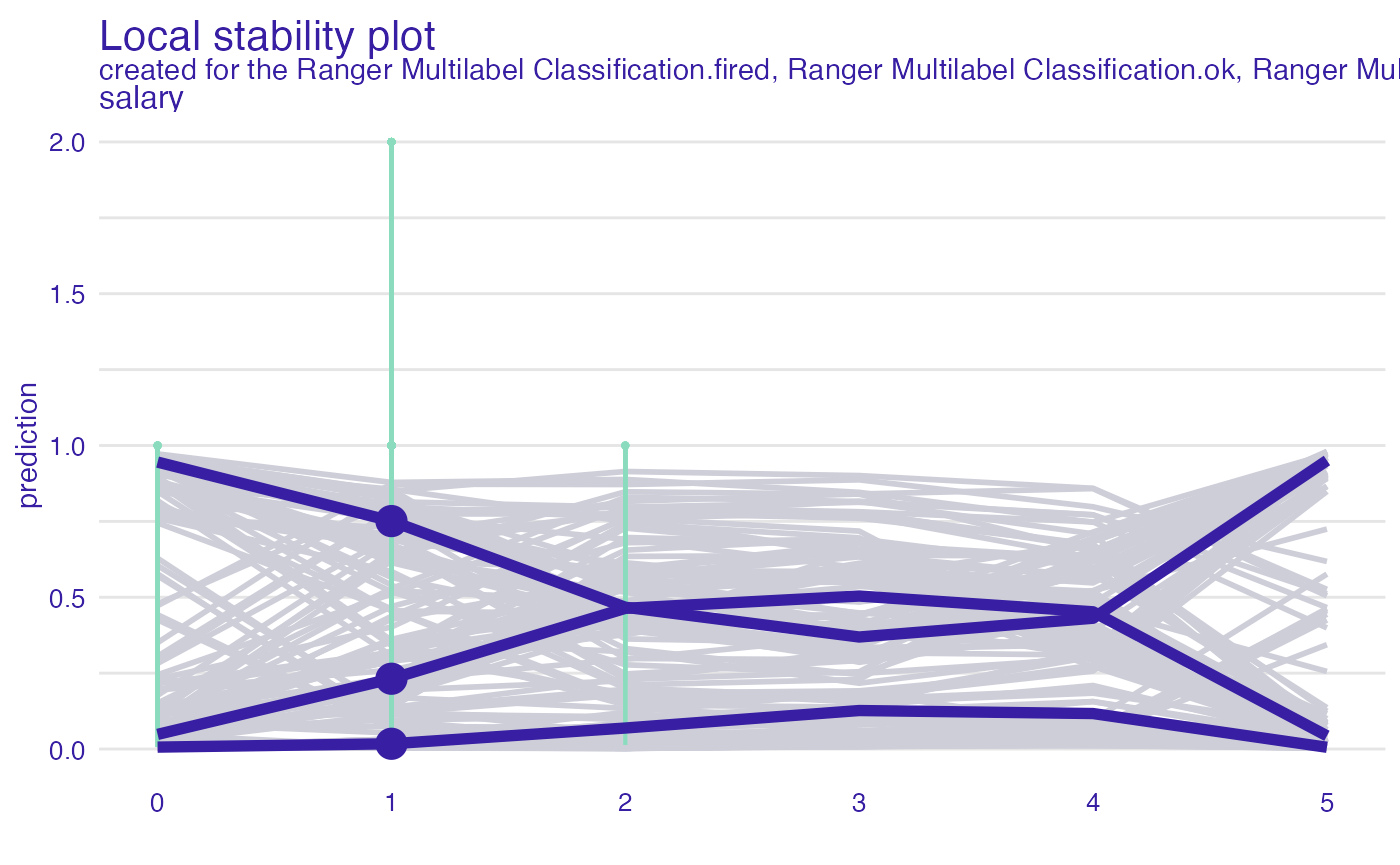 Local stability plot
created for the Ranger Multilabel Classification.fired, Ranger Multilabel Classification.ok, Ranger Mul
salary
2.0
1.5
1.0
0.5
0.0
prediction
0 1 2 3 4 5